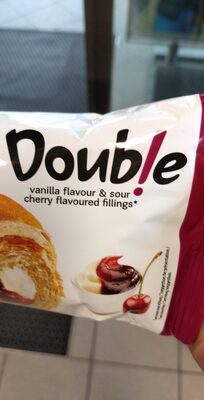 Double
vanilla flavour & sour
cherry flavoured fillings*